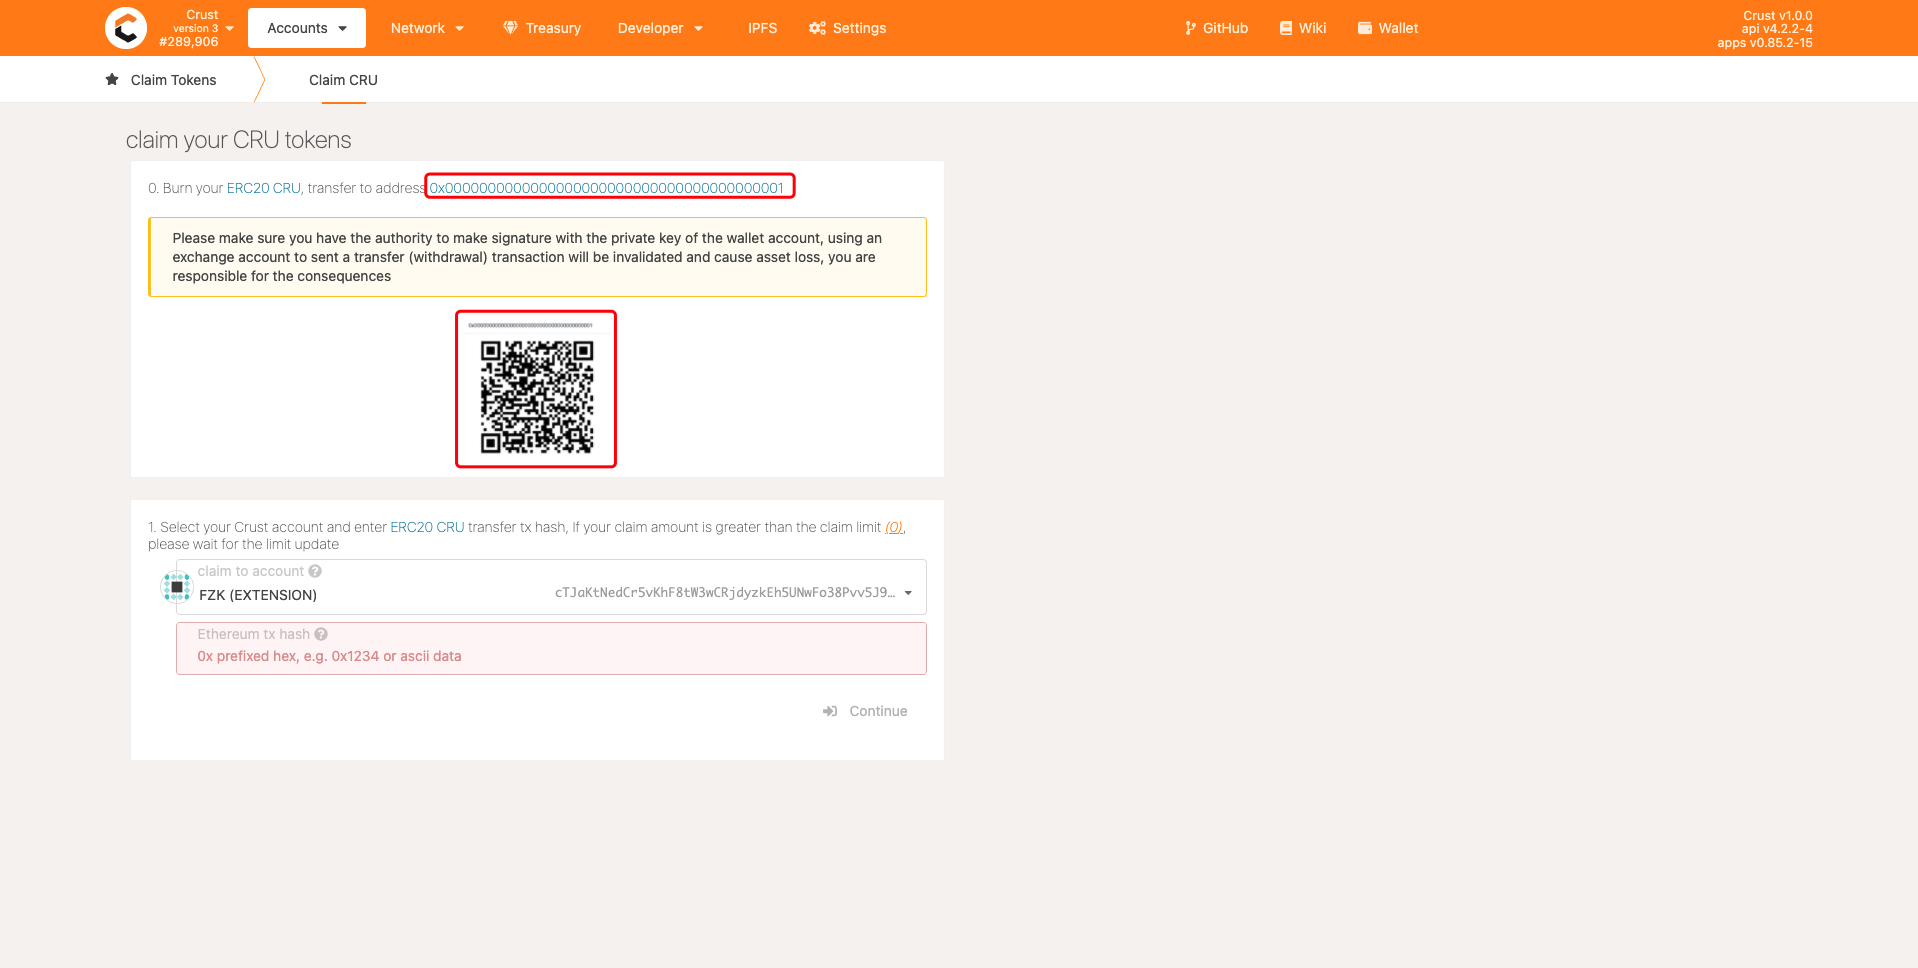 Crust
version 3
#289,906
Accounts
Network
Treasury
Developer
IPFS
Settings
GitHub
Wiki
Wallet
Crust v1.0.0
api v4.2.2-4
apps v0.85.2-15
Claim Tokens
Claim CRU
claim your CRU tokens
0. Burn your ERC20 CRU, transfer to address 0x0000000000000000000000000000000000000001
Please make sure you have the authority to make signature with the private key of the wallet account, using an
exchange account to sent a transfer (withdrawal) transaction will be invalidated and cause asset loss, you are
responsible for the consequences
0x0000000000000000000000000000000000000001
1. Select your Crust account and enter ERC20 CRU transfer tx hash, If your claim amount is greater than the claim limit (0),
please wait for the limit update
claim to account
FZK (EXTENSION)
cTJaKtNedCr5vKhF8tW3wCRjdyzkEh5UNwFo38Pvv5J9…
Ethereum tx hash
0x prefixed hex, e.g. 0x1234 or ascii data
Continue